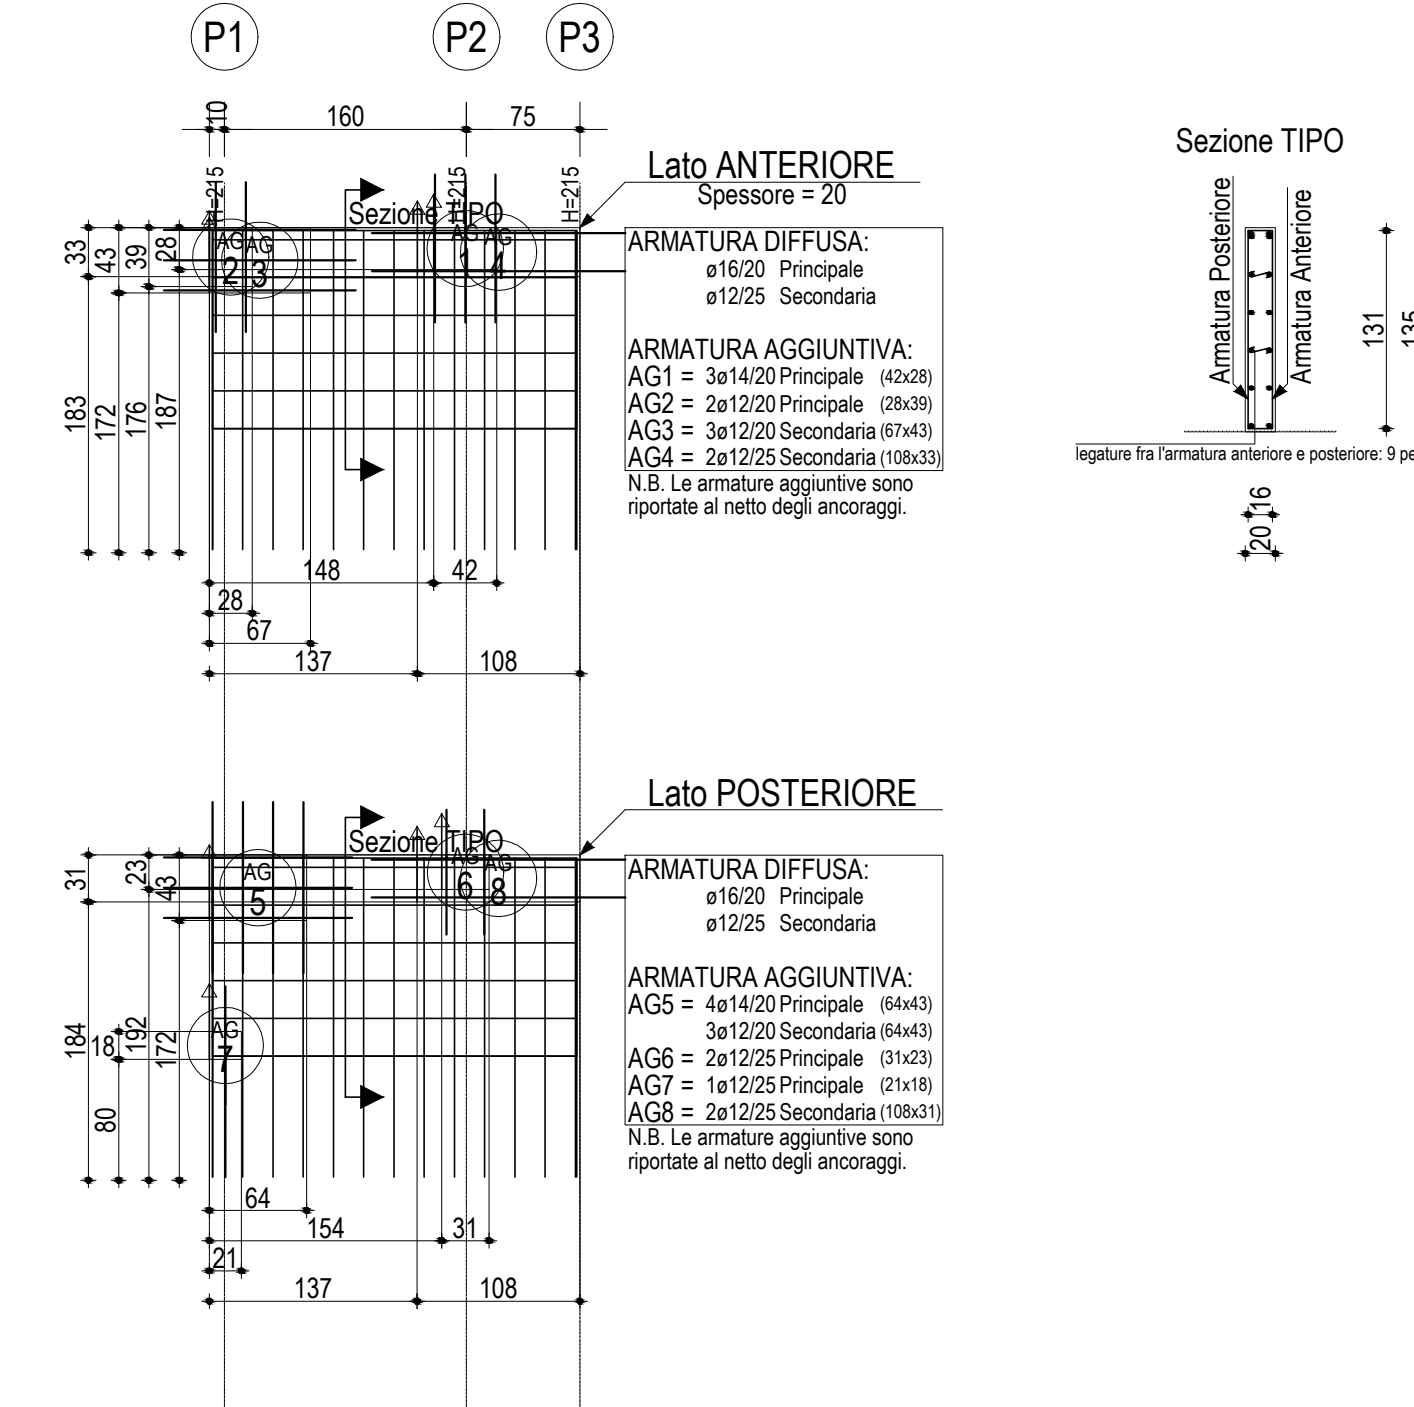 P1 P2 P3
10 160 75
H=215 H=215 H=215
Lato ANTERIORE
Spessore = 20
Sezione TIPO
AG 2
AG 3
AG 1
AG 4
33 43 39 28
183 172 176 187
ARMATURA DIFFUSA:
ø16/20 Principale
ø12/25 Secondaria
ARMATURA AGGIUNTIVA:
AG1 = 3ø14/20 Principale (42x28)
AG2 = 2ø12/20 Principale (28x39)
AG3 = 3ø12/20 Secondaria (67x43)
AG4 = 2ø12/25 Secondaria (108x33)
N.B. Le armature aggiuntive sono
riportate al netto degli ancoraggi.
148 42
28
67
137 108
Sezione TIPO
Armatura Posteriore
Armatura Anteriore
131
135
legature fra l'armatura anteriore e posteriore: 9 pe
16
20
Lato POSTERIORE
Sezione TIPO
AG 5
AG 6
AG 8
AG 7
31 23 43
184 18 192 172
80
ARMATURA DIFFUSA:
ø16/20 Principale
ø12/25 Secondaria
ARMATURA AGGIUNTIVA:
AG5 = 4ø14/20 Principale (64x43)
3ø12/20 Secondaria (64x43)
AG6 = 2ø12/25 Principale (31x23)
AG7 = 1ø12/25 Principale (21x18)
AG8 = 2ø12/25 Secondaria (108x31)
N.B. Le armature aggiuntive sono
riportate al netto degli ancoraggi.
64
154 31
21
137 108